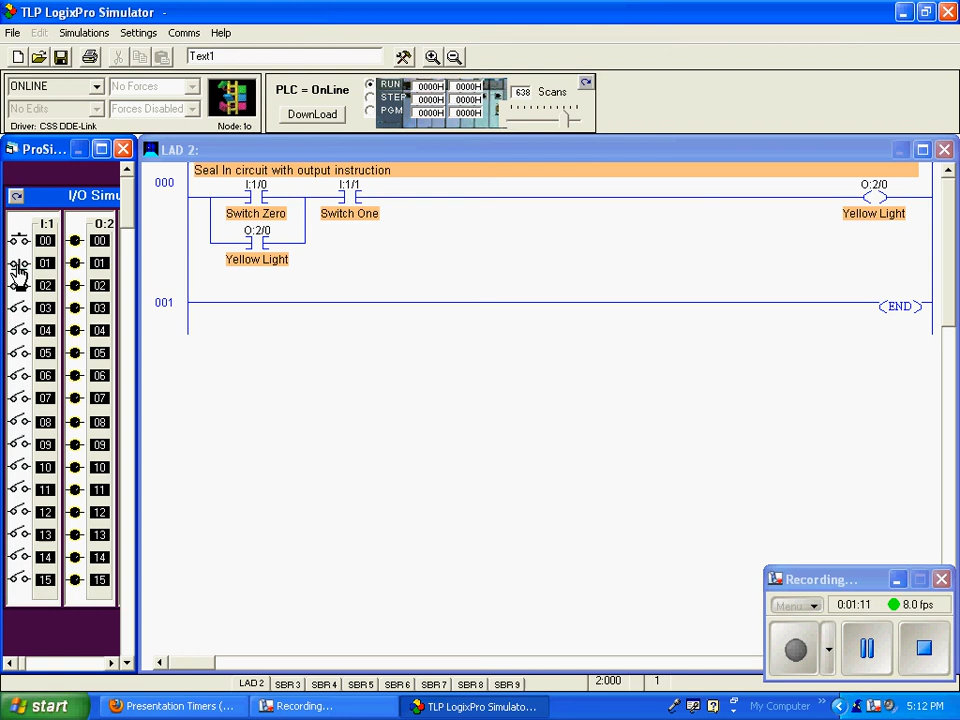 TLP LogixPro Simulator -
File Edit Simulations Settings Comms Help
Text1
ONLINE No Forces
No Edits Forces Disabled
Driver: CSS DDE-Link Node: 1o
PLC = OnLine
DownLoad
RUN 0000H 0000H
STEP 0000H 0000H
PGM 0000H 0000H
638 Scans
ProSi...
I/O Simu
I:1 O:2
00 00
01 01
02 02
03 03
04 04
05 05
06 06
07 07
08 08
09 09
10 10
11 11
12 12
13 13
14 14
15 15
LAD 2:
Seal In circuit with output instruction
000
I:1/0 I:1/1 O:2/0
Switch Zero Switch One Yellow Light
O:2/0
Yellow Light
001
END
Recording...
Menu 0:01:11 8.0 fps
LAD 2 SBR 3 SBR 4 SBR 5 SBR 6 SBR 7 SBR 8 SBR 9 2:000 1
start Presentation Timers (... Recording... TLP LogixPro Simulato... My Computer » 5:12 PM